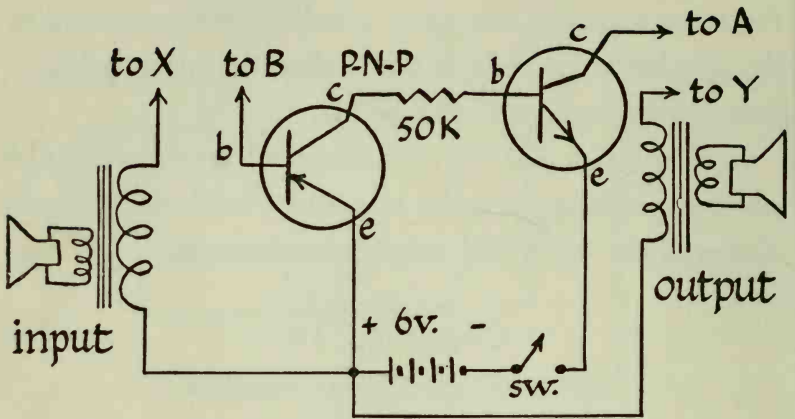 to X
to B
P-N-P
c
b
50K
b
c
to A
to Y
e
e
input
+ 6v. -
sw.
output